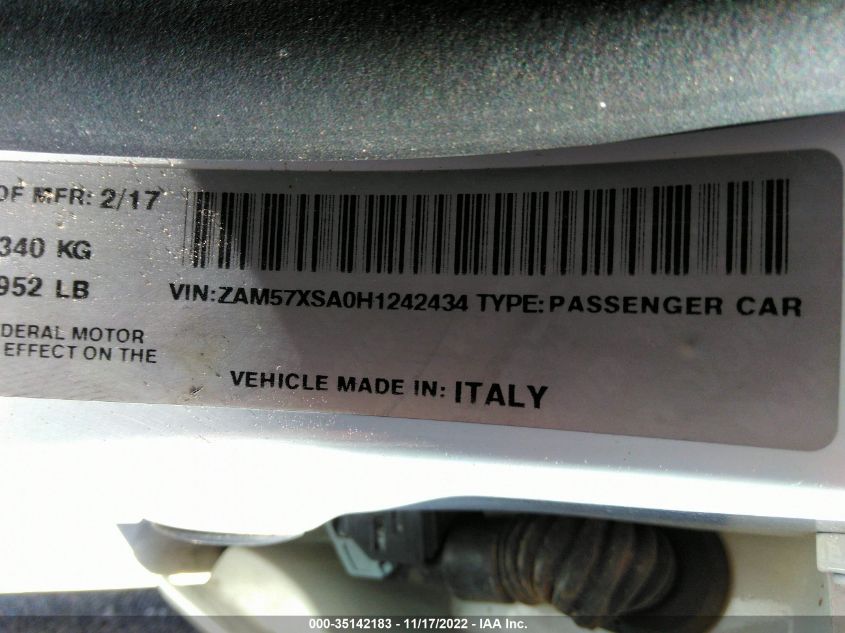 OF MFR: 2/17
340 KG
952 LB
VIN:ZAM57XSA0H1242434 TYPE:PASSENGER CAR
DERAL MOTOR
EFFECT ON THE
VEHICLE MADE IN: ITALY
000-35142183 - 11/17/2022 - IAA Inc.